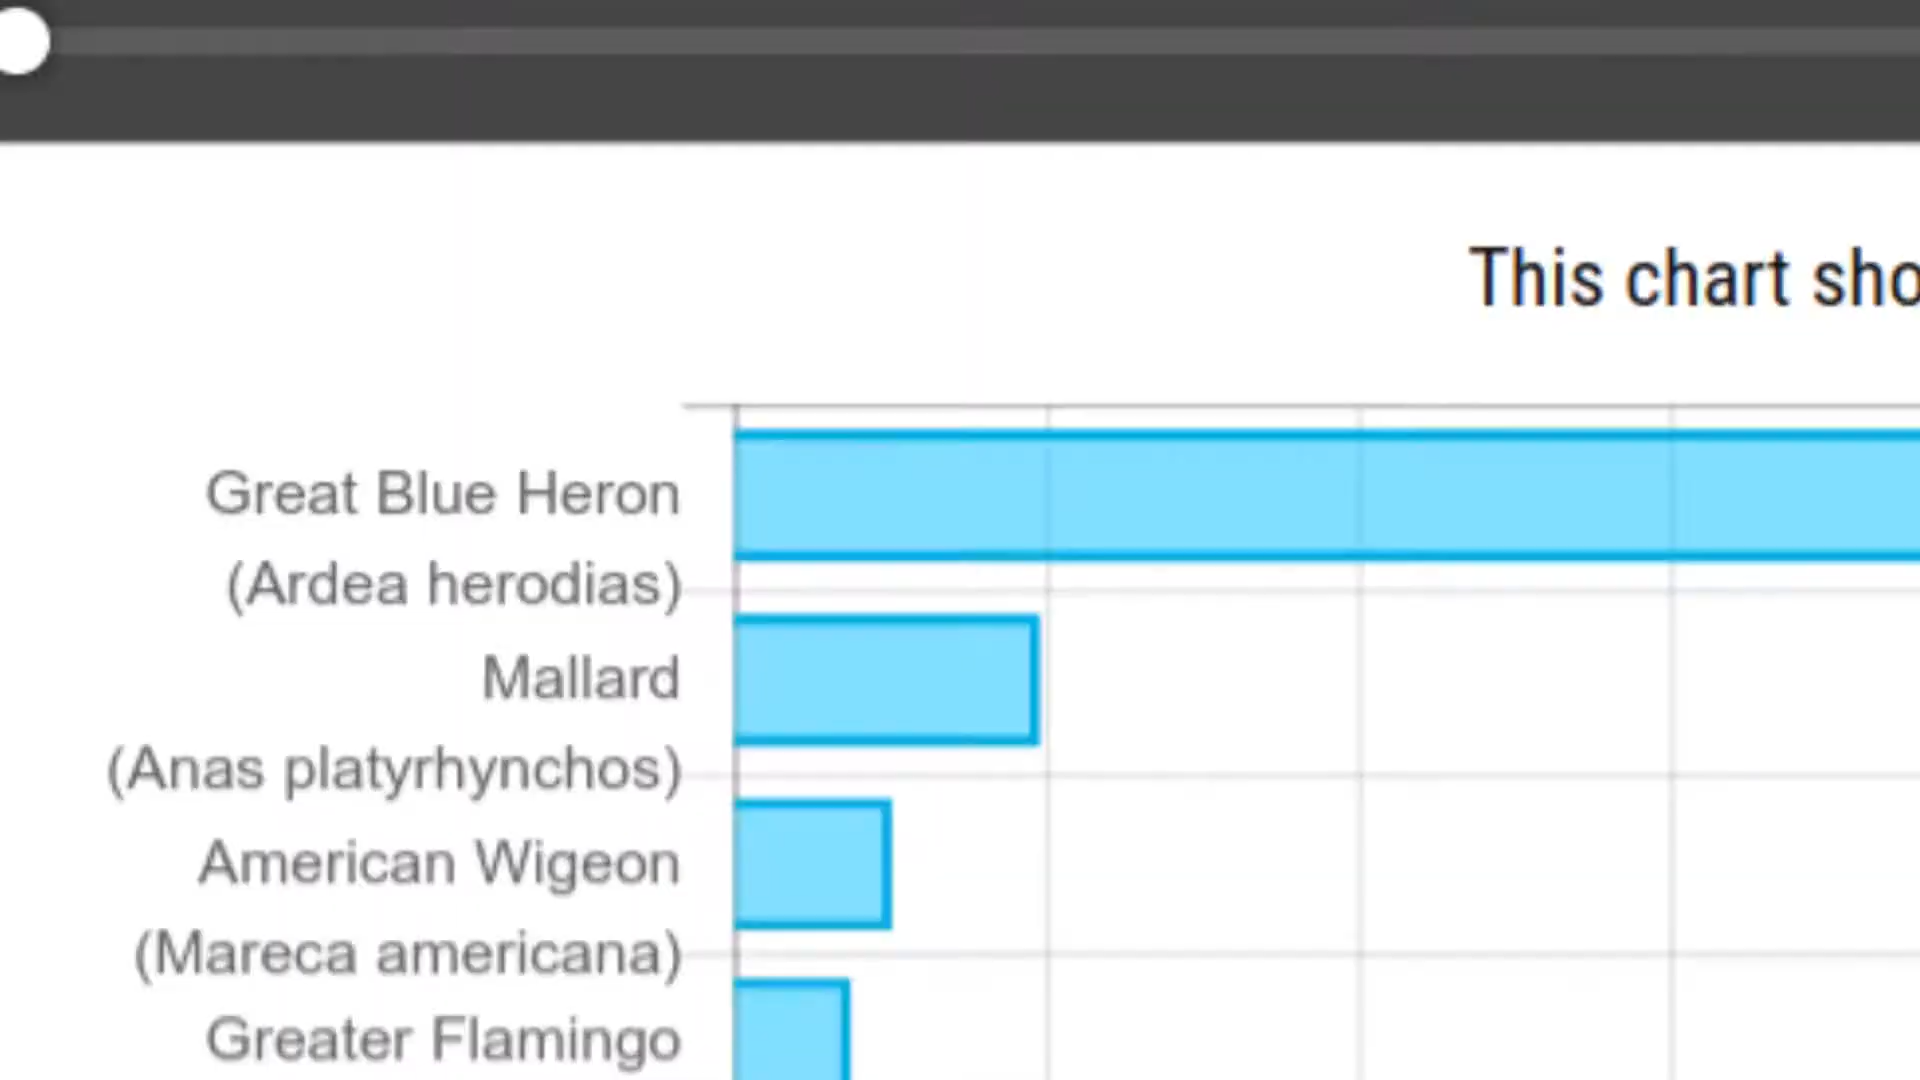 This chart sho
Great Blue Heron
(Ardea herodias)
Mallard
(Anas platyrhynchos)
American Wigeon
(Mareca americana)
Greater Flamingo